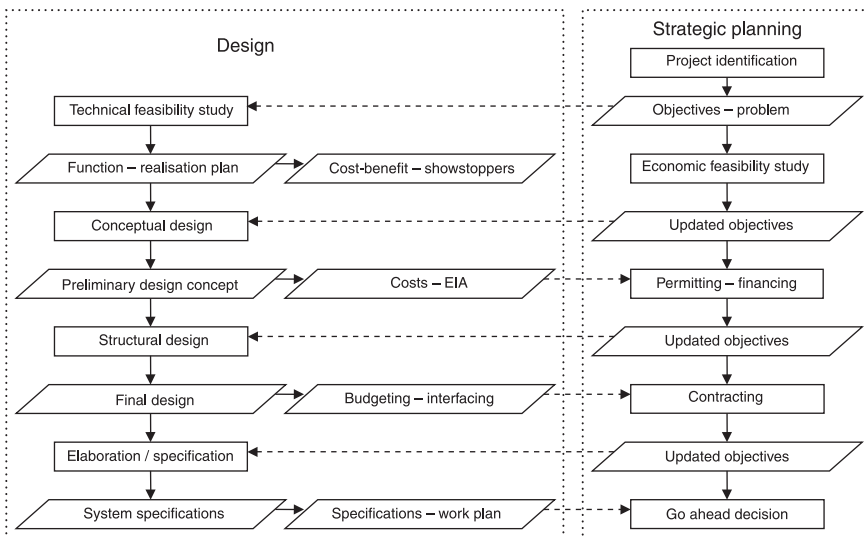 Design
Strategic planning
Project identification
Technical feasibility study
Objectives – problem
Function – realisation plan
Cost-benefit – showstoppers
Economic feasibility study
Conceptual design
Updated objectives
Preliminary design concept
Costs – EIA
Permitting – financing
Structural design
Updated objectives
Final design
Budgeting – interfacing
Contracting
Elaboration / specification
Updated objectives
System specifications
Specifications – work plan
Go ahead decision